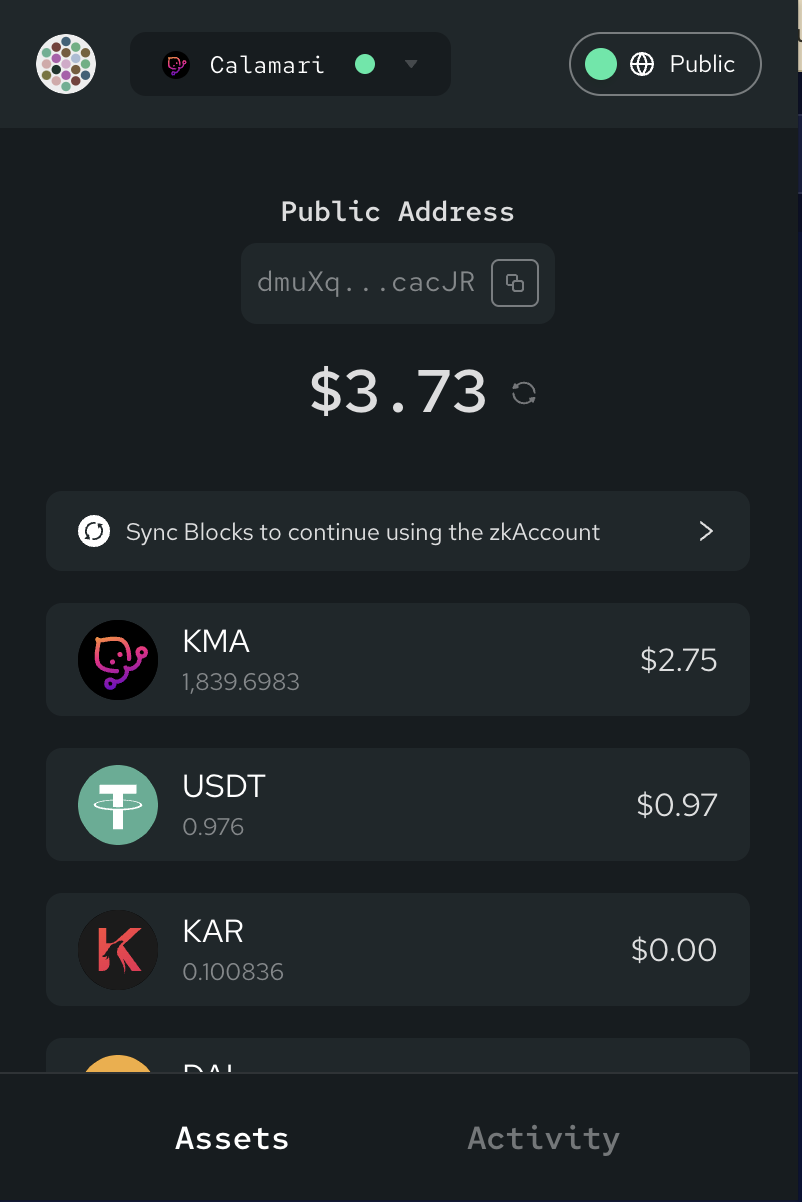 Calamari
Public
Public Address
dmuXq...cacJR
$3.73
Sync Blocks to continue using the zkAccount
KMA
$2.75
1,839.6983
USDT
$0.97
0.976
KAR
$0.00
0.100836
DAI
Assets
Activity